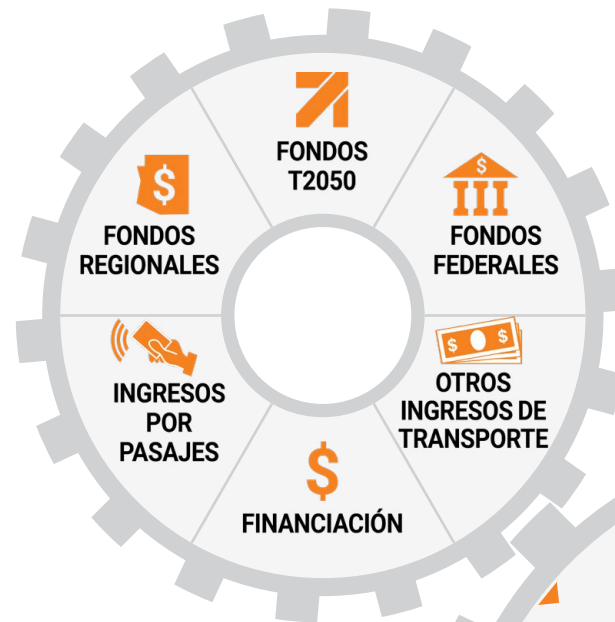 FONDOS
T2050
$
FONDOS
FEDERALES
$ $
OTROS
INGRESOS DE
TRANSPORTE
$
FINANCIACIÓN
INGRESOS
POR
PASAJES
$
FONDOS
REGIONALES